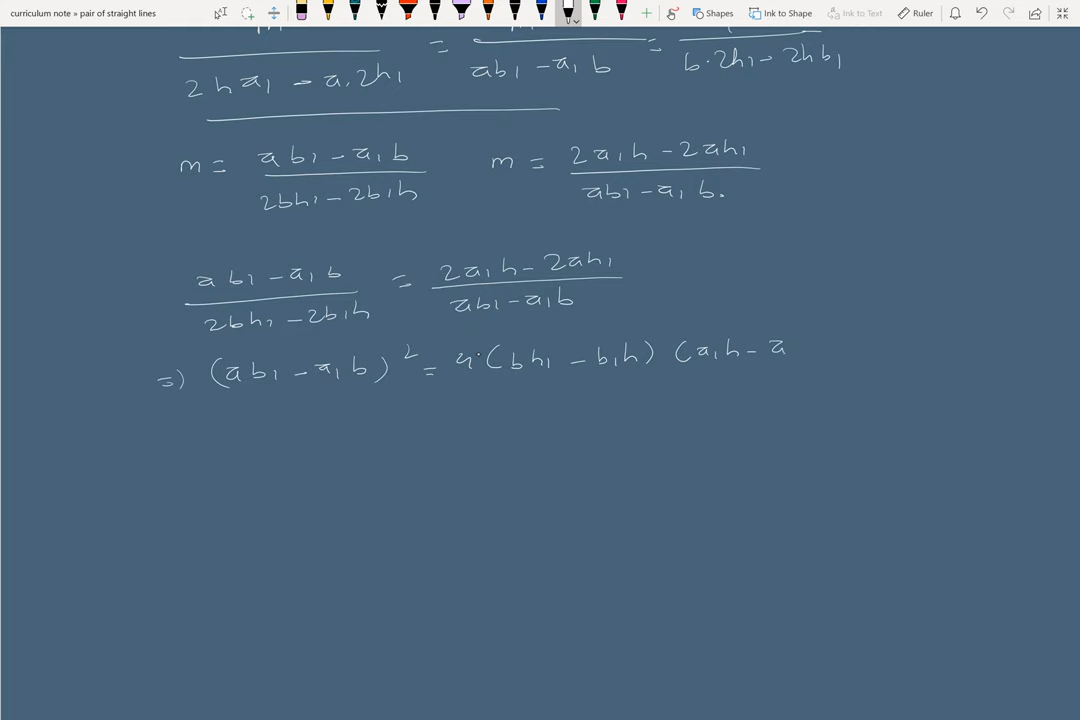 curriculum note » pair of straight lines
Shapes Ink to Shape Ink to Text Ruler
= =
2ha₁ - a.2h₁ ab₁ - a₁b b.2h₁ - 2hb₁
m = (ab₁ - a₁b)/(2bh₁ - 2b₁h) m = (2a₁h - 2ah₁)/(ab₁ - a₁b.)
(ab₁ - a₁b)/(2bh₁ - 2b₁h) = (2a₁h - 2ah₁)/(ab₁ - a₁b)
⇒ (ab₁ - a₁b)² = 4(bh₁ - b₁h) (a₁h - a